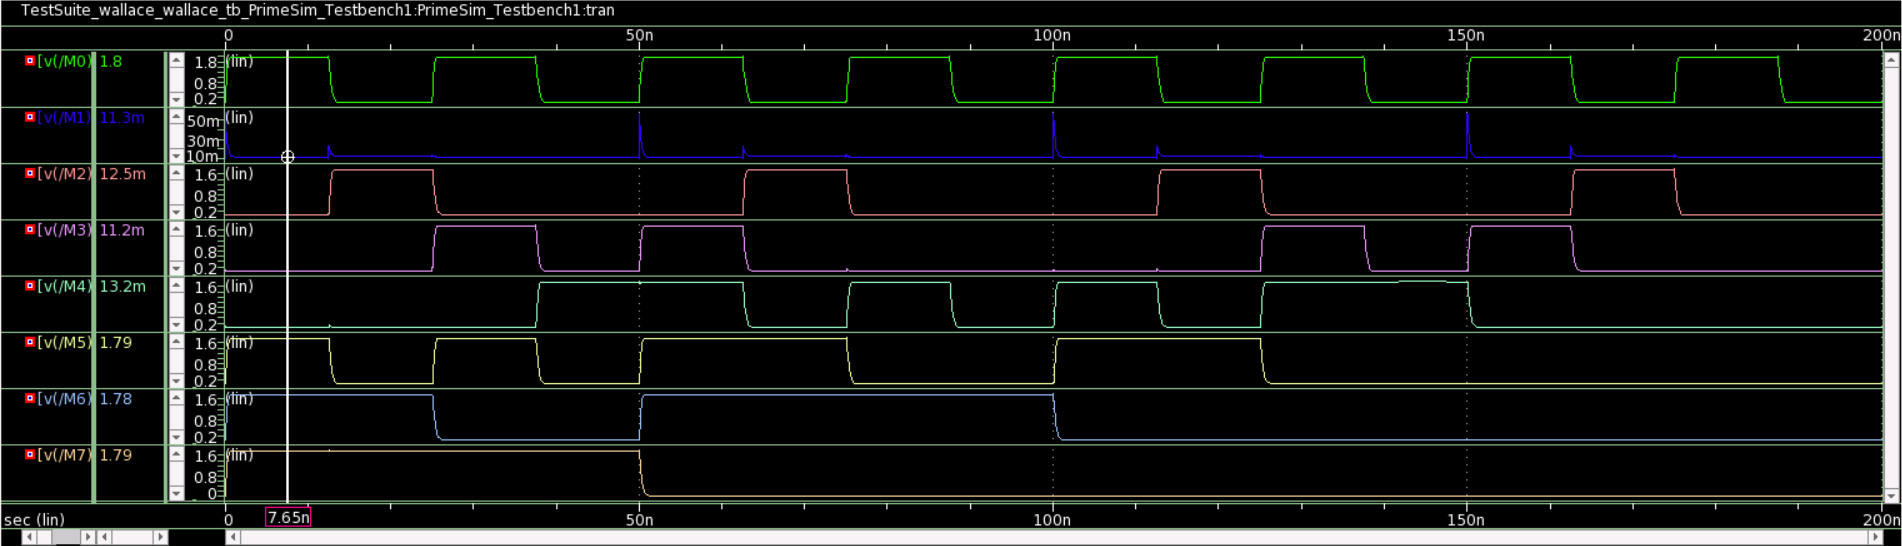 TestSuite_wallace_wallace_tb_PrimeSim_Testbench1:PrimeSim_Testbench1:tran
0 50n 100n 150n 200n
[v(/M0) 1.8 1.8 0.8 0.2 (lin)
[v(/M1) 11.3m 50m 30m 10m (lin)
[v(/M2) 12.5m 1.6 0.8 0.2 (lin)
[v(/M3) 11.2m 1.6 0.8 0.2 (lin)
[v(/M4) 13.2m 1.6 0.8 0.2 (lin)
[v(/M5) 1.79 1.6 0.8 0.2 (lin)
[v(/M6) 1.78 1.6 0.8 0.2 (lin)
[v(/M7) 1.79 1.6 0.8 0 (lin)
sec (lin) 0 7.65n 50n 100n 150n 200n